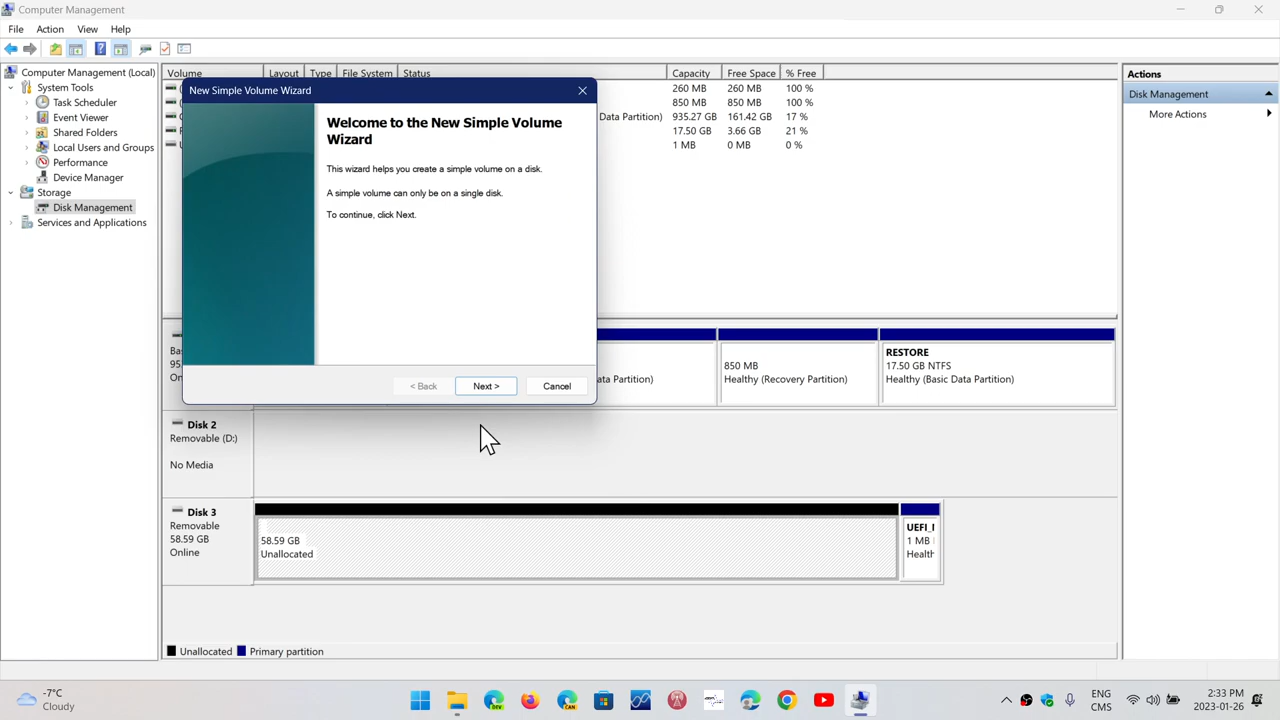 Computer Management
File Action View Help
Computer Management (Local)
System Tools
Task Scheduler
Event Viewer
Shared Folders
Local Users and Groups
Performance
Device Manager
Storage
Disk Management
Services and Applications
Volume Layout Type File System Status Capacity Free Space % Free
260 MB 260 MB 100 %
850 MB 850 MB 100 %
Data Partition) 935.27 GB 161.42 GB 17 %
17.50 GB 3.66 GB 21 %
1 MB 0 MB 0 %
New Simple Volume Wizard
Welcome to the New Simple Volume
Wizard
This wizard helps you create a simple volume on a disk.
A simple volume can only be on a single disk.
To continue, click Next.
< Back Next > Cancel
Actions
Disk Management
More Actions
Ba
95
On
ata Partition)
850 MB
Healthy (Recovery Partition)
RESTORE
17.50 GB NTFS
Healthy (Basic Data Partition)
Disk 2
Removable (D:)
No Media
Disk 3
Removable
58.59 GB
Online
58.59 GB
Unallocated
UEFI_
1 MB
Health
Unallocated Primary partition
-7°C
Cloudy
DEV
CAN
ENG
CMS
2:33 PM
2023-01-26